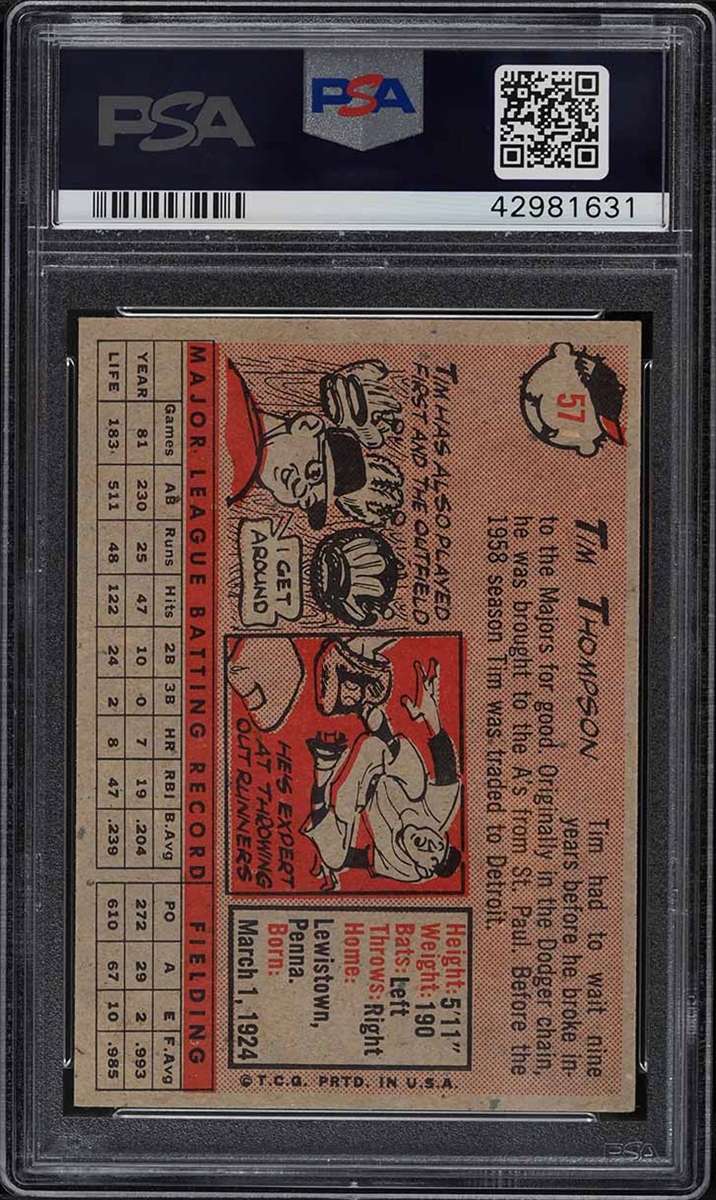 PSA
PSA
42981631
57
TIM THOMPSON
Tim had to wait nine
years before he broke in-
to the Majors for good. Originally in the Dodger chain,
he was brought to the A's from St. Paul. Before the
1958 season Tim was traded to Detroit.
TIM HAS ALSO PLAYED
FIRST AND THE OUTFIELD
I GET
AROUND
HE'S EXPERT
AT THROWING
OUT RUNNERS
Height: 5'11"
Weight: 190
Bats: Left
Throws: Right
Home:
Lewistown,
Penna.
Born:
March 1, 1924
© T.C.G. PRTD. IN U.S.A.
MAJOR LEAGUE BATTING RECORD FIELDING
Games AB Runs Hits 2B 3B HR RBI B.Avg PO A E F.Avg
YEAR 81 230 25 47 10 0 7 19 .204 272 29 2 .993
LIFE 183 511 48 122 24 2 8 47 .239 610 67 10 .985
PSA